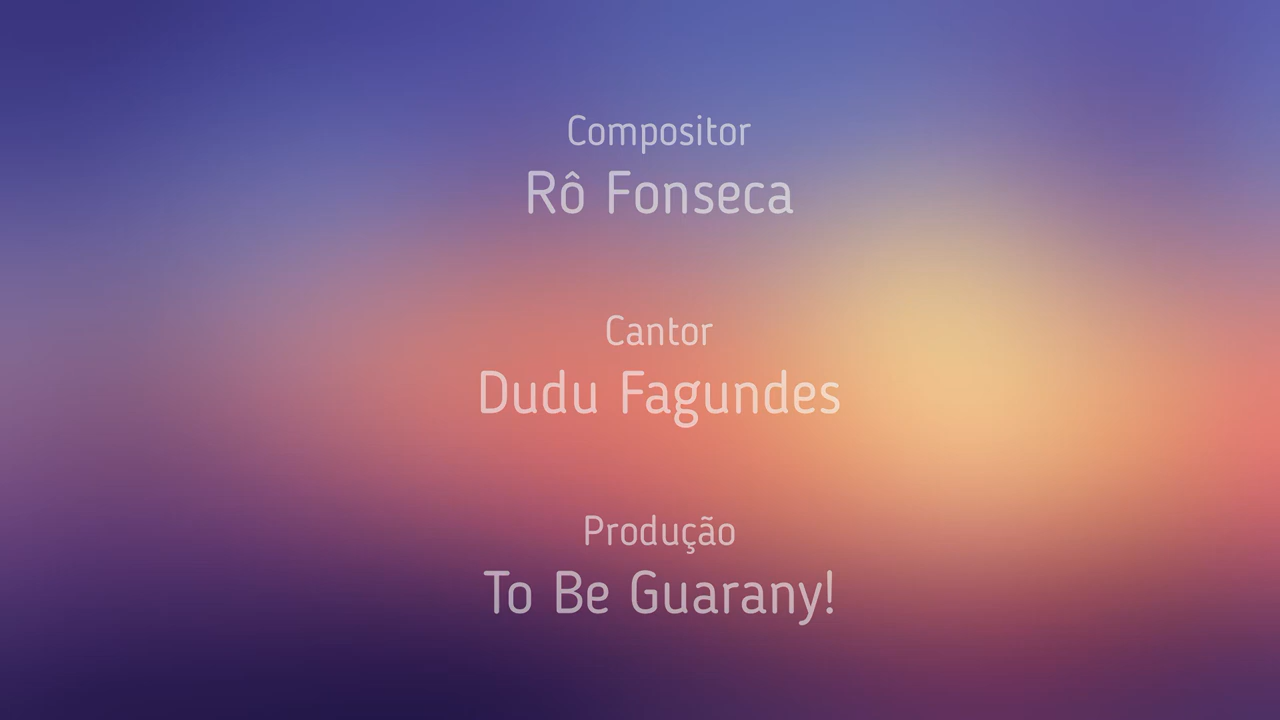 Compositor
Rô Fonseca
Cantor
Dudu Fagundes
Produção
To Be Guarany!